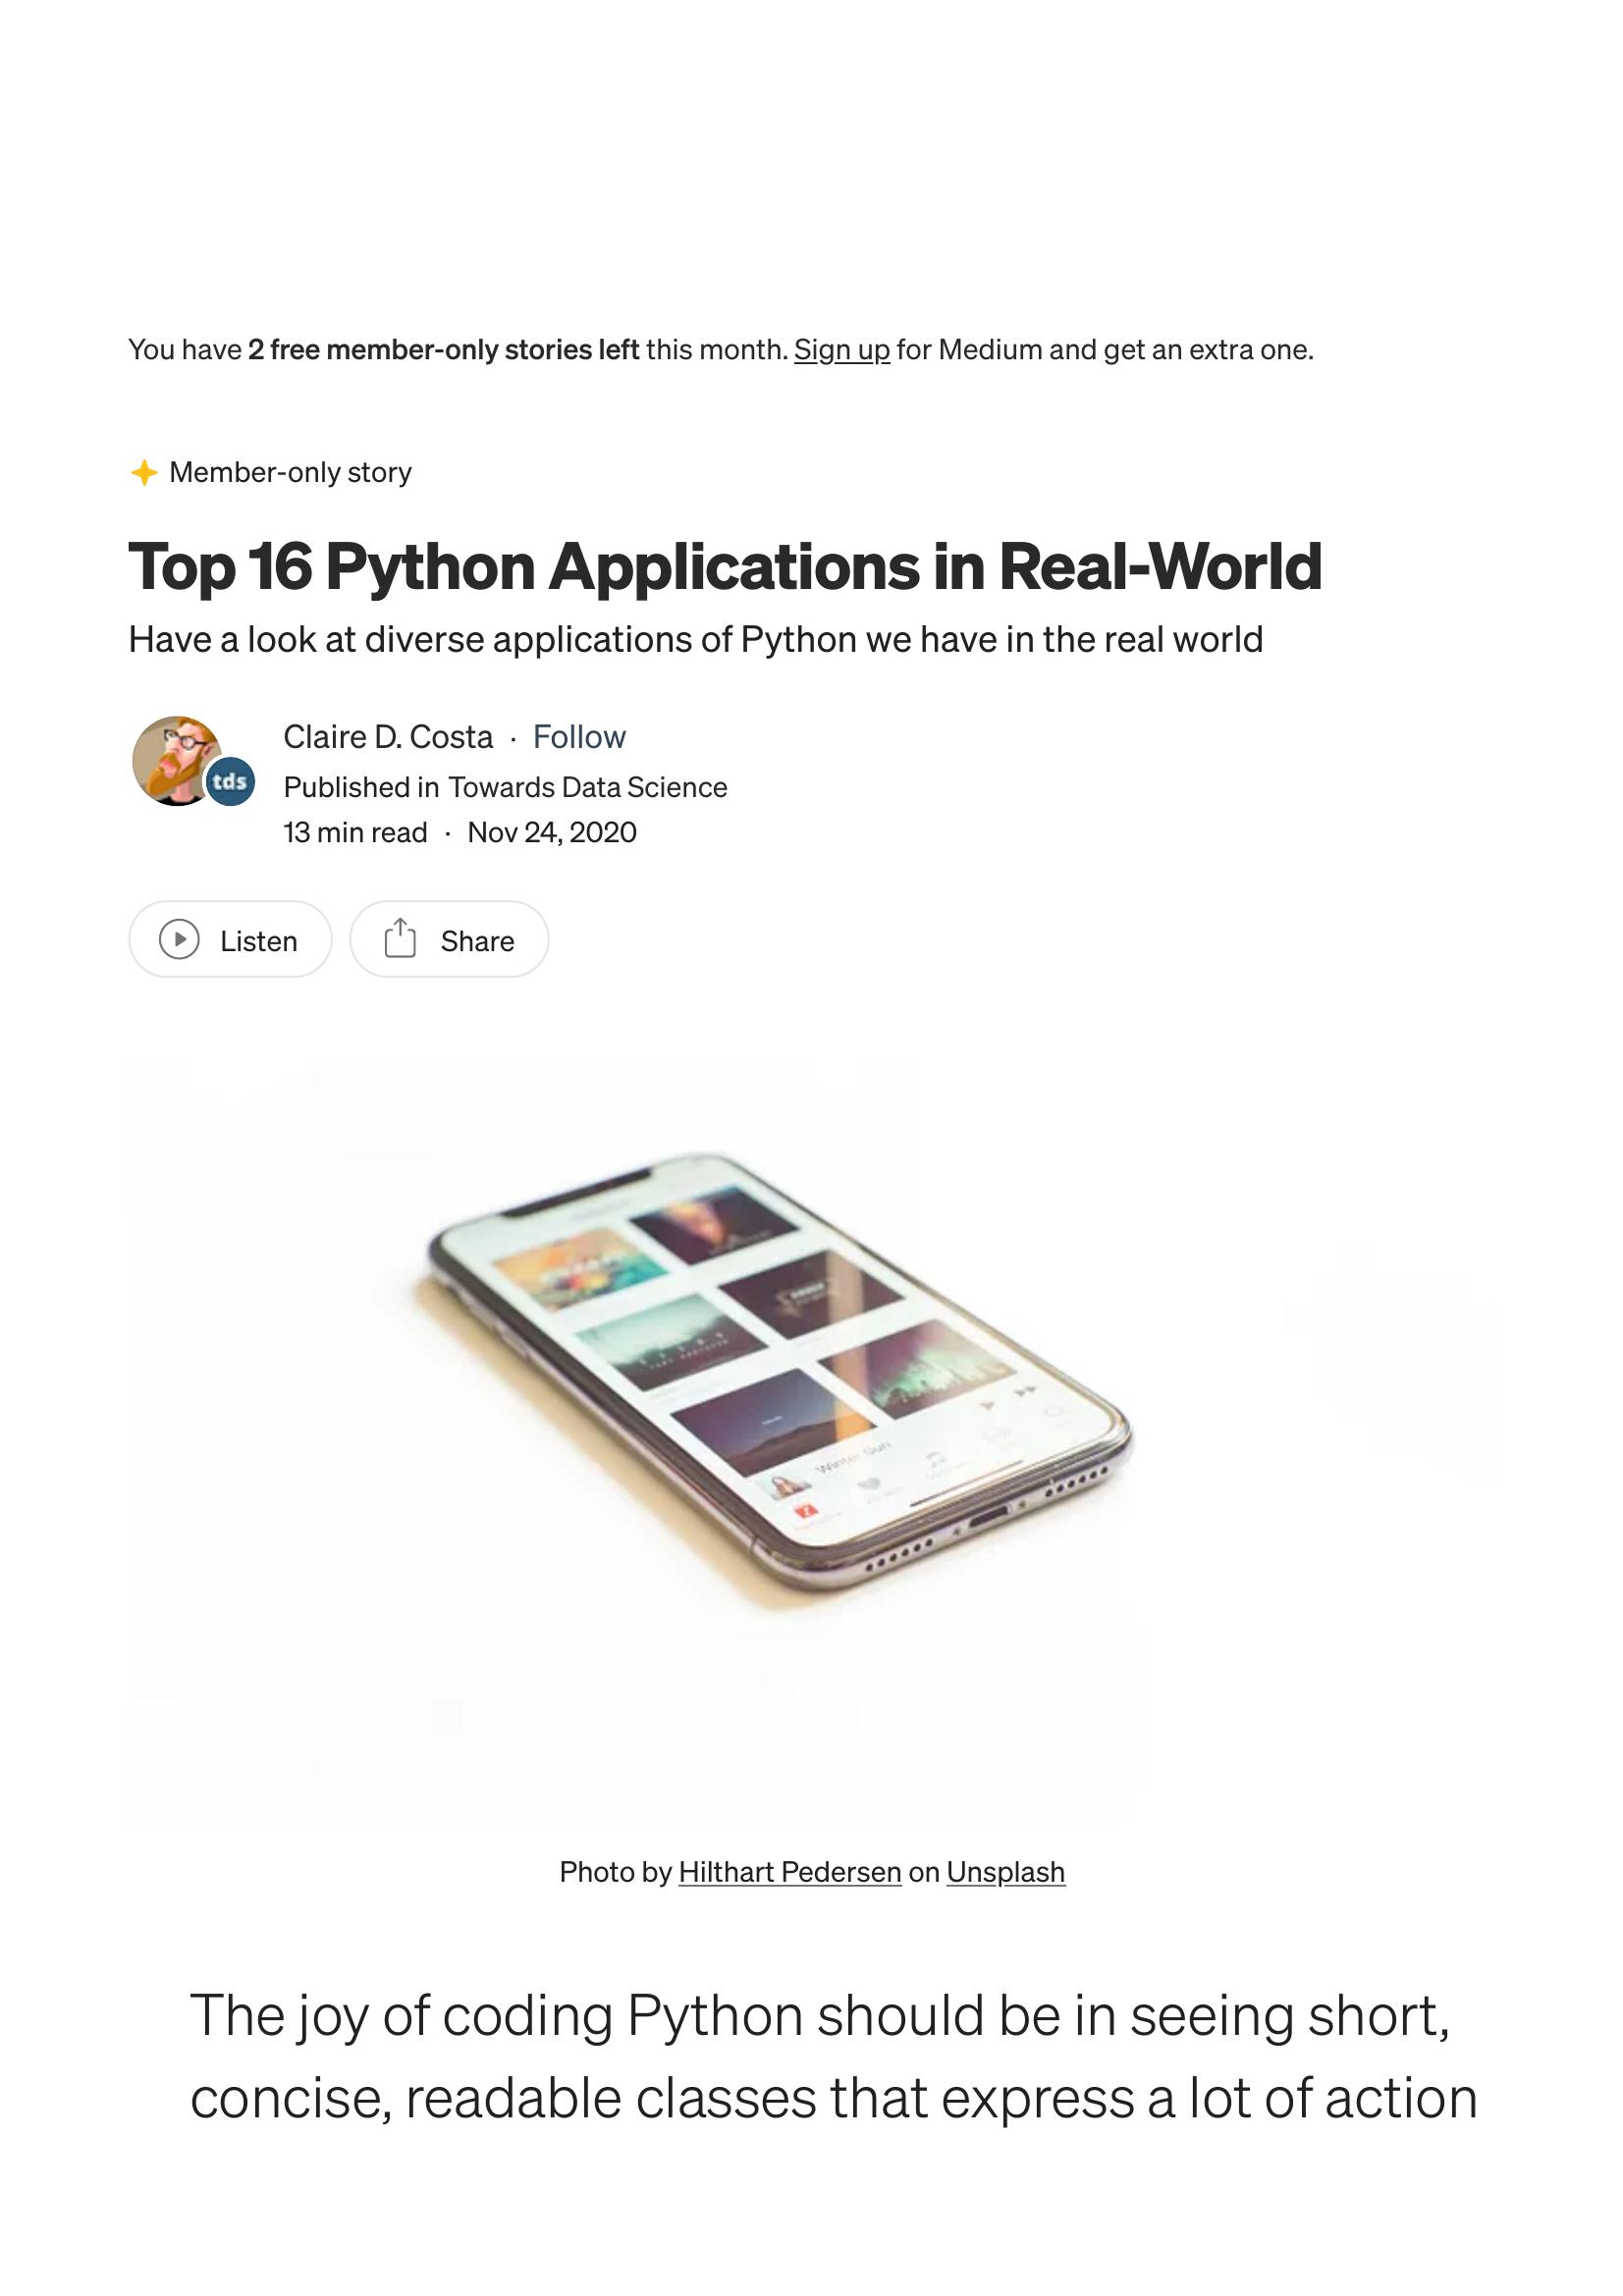 You have 2 free member-only stories left this month. Sign up for Medium and get an extra one.
Member-only story
Top 16 Python Applications in Real-World
Have a look at diverse applications of Python we have in the real world
Claire D. Costa · Follow
tds
Published in Towards Data Science
13 min read · Nov 24, 2020
Listen
Share
Winter Sun
Photo by Hilthart Pedersen on Unsplash
The joy of coding Python should be in seeing short,
concise, readable classes that express a lot of action